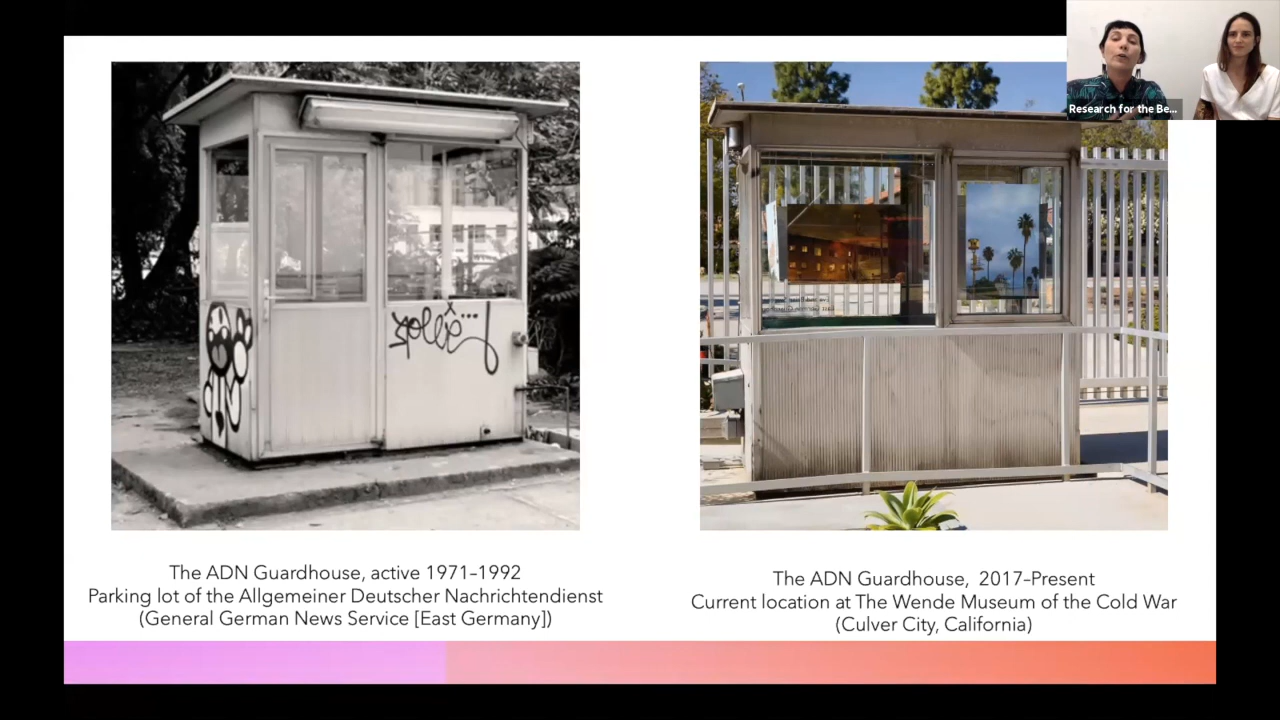 Research for the Be...
The ADN Guardhouse, active 1971–1992
Parking lot of the Allgemeiner Deutscher Nachrichtendienst
(General German News Service [East Germany])
The ADN Guardhouse, 2017–Present
Current location at The Wende Museum of the Cold War
(Culver City, California)